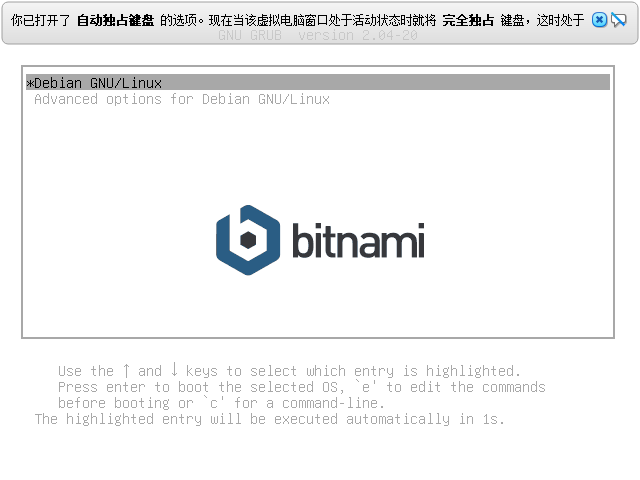 你已打开了 自动独占键盘 的选项。现在当该虚拟电脑窗口处于活动状态时就将 完全独占 键盘，这时处于
GNU GRUB version 2.04-20
*Debian GNU/Linux
Advanced options for Debian GNU/Linux
bitnami
Use the ↑ and ↓ keys to select which entry is highlighted.
Press enter to boot the selected OS, `e' to edit the commands
before booting or `c' for a command-line.
The highlighted entry will be executed automatically in 1s.